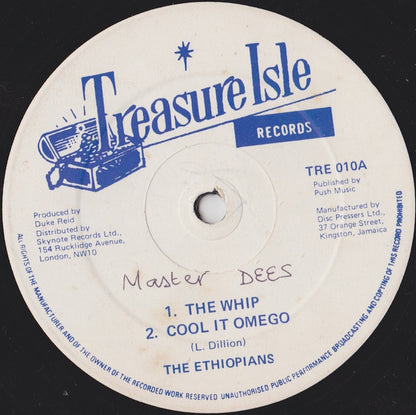 Treasure Isle
RECORDS
TRE 010A
Published by
Push Music
Produced by
Duke Reid
Distributed by
Skynote Records Ltd.,
154 Rucklidge Avenue,
London, NW10
Manufactured by
Disc Pressers Ltd.,
37 Orange Street,
Kingston, Jamaica
Master DEES
1. THE WHIP
2. COOL IT OMEGO
(L. Dillion)
THE ETHIOPIANS
ALL RIGHTS OF THE MANUFACTURER AND OF THE OWNER OF THE RECORDED WORK RESERVED UNAUTHORISED PUBLIC PERFORMANCE BROADCASTING AND COPYING OF THIS RECORD PROHIBITED